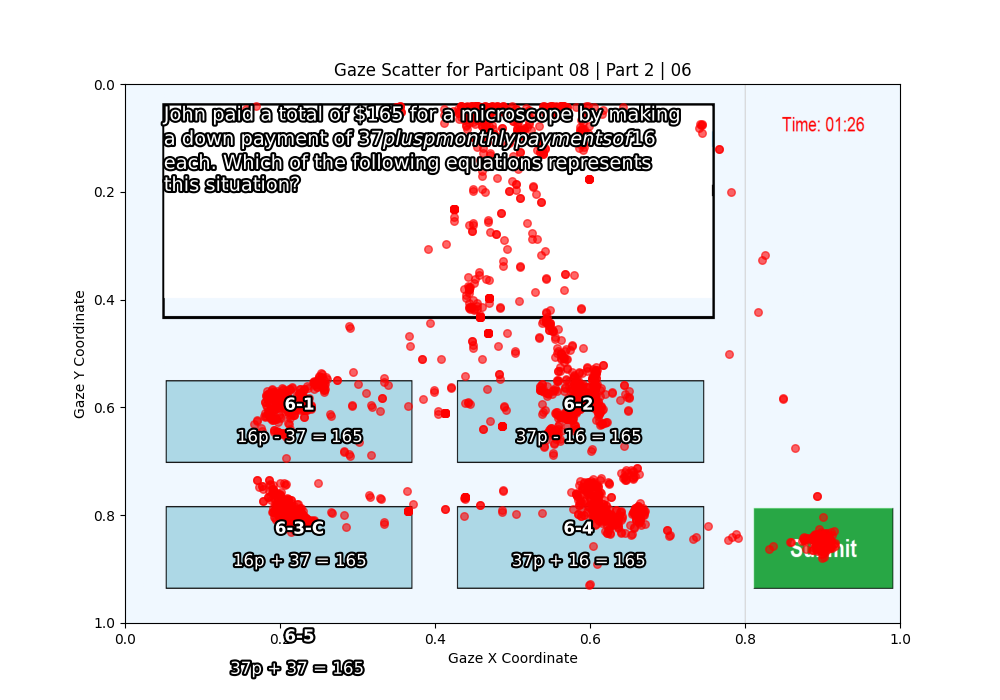 Gaze Scatter for Participant 08 | Part 2 | 06
John paid a total of $165 for a microscope by making
a down payment of 37pluspmonthlypaymentsof16
each. Which of the following equations represents
this situation?
Time: 01:26
Gaze Y Coordinate
0.0
0.2
0.4
0.6
0.8
1.0
6-1
16p - 37 = 165
6-2
37p - 16 = 165
6-3-C
16p + 37 = 165
6-4
37p + 16 = 165
Submit
0.0
0.2
0.4
0.6
0.8
1.0
6-5
37p + 37 = 165
Gaze X Coordinate